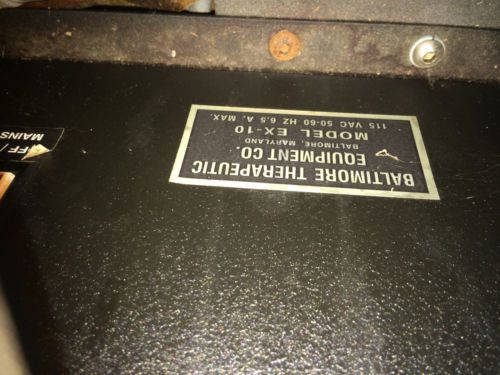 BALTIMORE THERAPEUTIC
EQUIPMENT CO.
BALTIMORE, MARYLAND
MODEL EX-10
115 VAC 50-60 HZ 6.5 A. MAX.
MAINS